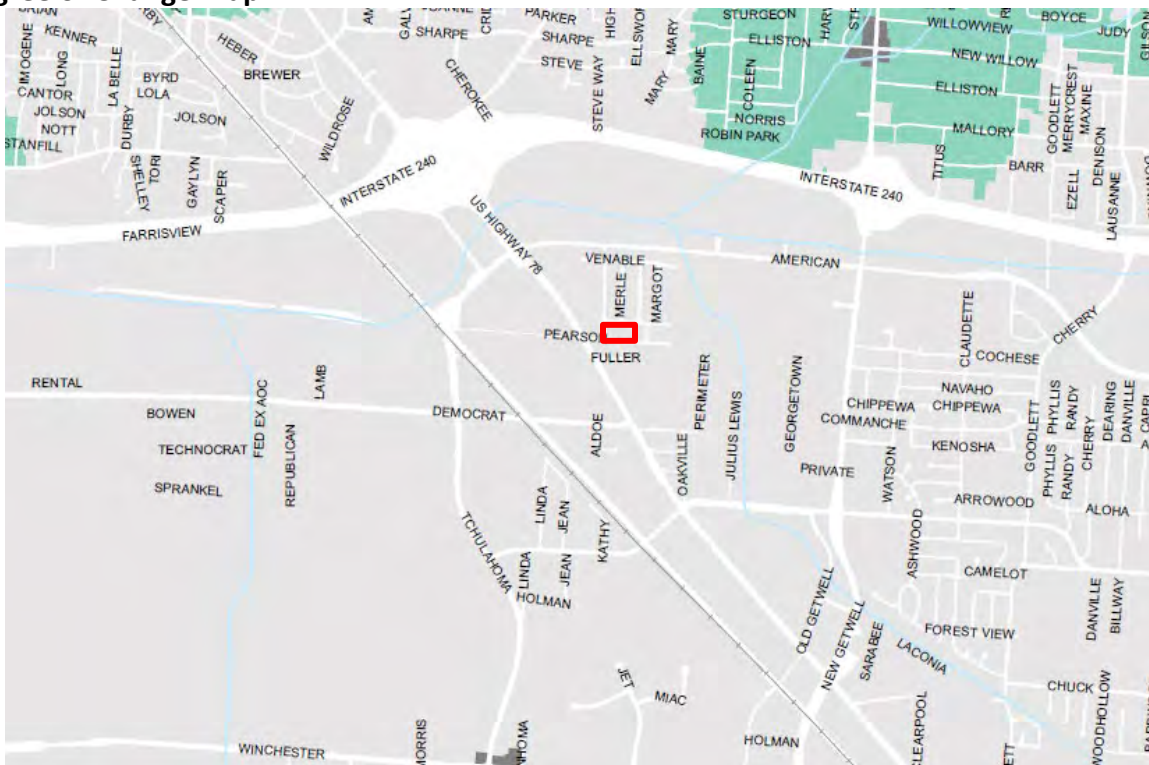 BRIAN
KENNER
IMOGENE
LONG
LA BELLE
HEBER
BREWER
BYRD
LOLA
CANTOR
JOLSON
NOTT
STANFILL
DURBY
JOLSON
WILDROSE
SHELLEY
TORI
GAYLYN
SCAPER
FARRISVIEW
INTERSTATE 240
SHARPE
CHEROKEE
PARKER
SHARPE
STEVE
STEVE WAY
ELLSWORTH
MARY
MARY
BAINE
STURGEON
ELLISTON
COLEEN
NORRIS
ROBIN PARK
WILLOWVIEW
BOYCE
JUDY
NEW WILLOW
ELLISTON
MALLORY
TITUS
BARR
GOODLETT
MERRYCREST
MAXINE
EZELL
DENISON
LAUSANNE
INTERSTATE 240
US HIGHWAY 78
VENABLE
MERLE
MARGOT
PEARSON
FULLER
AMERICAN
CLAUDETTE
COCHESE
CHERRY
RENTAL
BOWEN
TECHNOCRAT
SPRANKEL
FED EX AOC
REPUBLICAN
LAMB
DEMOCRAT
ALDOE
OAKVILLE
PERIMETER
JULIUS LEWIS
GEORGETOWN
NAVAHO
CHIPPEWA
CHIPPEWA
COMMANCHE
KENOSHA
PRIVATE
WATSON
GOODLETT
PHYLLIS
PHYLLIS
RANDY
RANDY
CHERRY
DEARING
DANVILLE
CAPRI
ARROWOOD
ALOHA
TCHULAHOMA
LINDA
JEAN
LINDA
JEAN
KATHY
HOLMAN
ASHWOOD
CAMELOT
OLD GETWELL
NEW GETWELL
SARABEE
FOREST VIEW
LACONIA
DANVILLE
BILLWAY
JET
MIAC
CHUCK
WOODHOLLOW
CLEARPOOL
HOLMAN
WINCHESTER